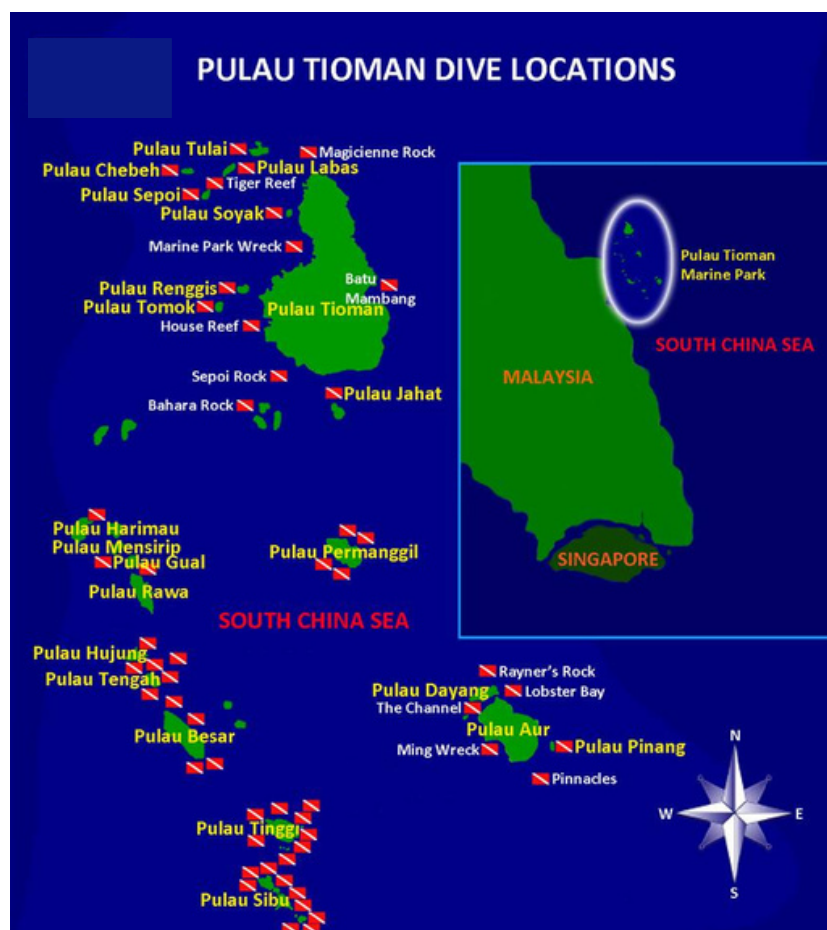 PULAU TIOMAN DIVE LOCATIONS
Pulau Tulai
Magicienne Rock
Pulau Chebeh
Pulau Labas
Tiger Reef
Pulau Sepoi
Pulau Soyak
Marine Park Wreck
Pulau Renggis
Batu
Mambang
Pulau Tomok
Pulau Tioman
House Reef
Sepoi Rock
Pulau Jahat
Bahara Rock
Pulau Tioman
Marine Park
SOUTH CHINA SEA
MALAYSIA
SINGAPORE
Pulau Harimau
Pulau Mensirip
Pulau Gual
Pulau Permanggil
Pulau Rawa
SOUTH CHINA SEA
Pulau Hujung
Pulau Tengah
Pulau Besar
Rayner's Rock
Pulau Dayang
Lobster Bay
The Channel
Pulau Aur
Ming Wreck
Pulau Pinang
Pinnacles
Pulau Tinggi
Pulau Sibu
N
W
E
S